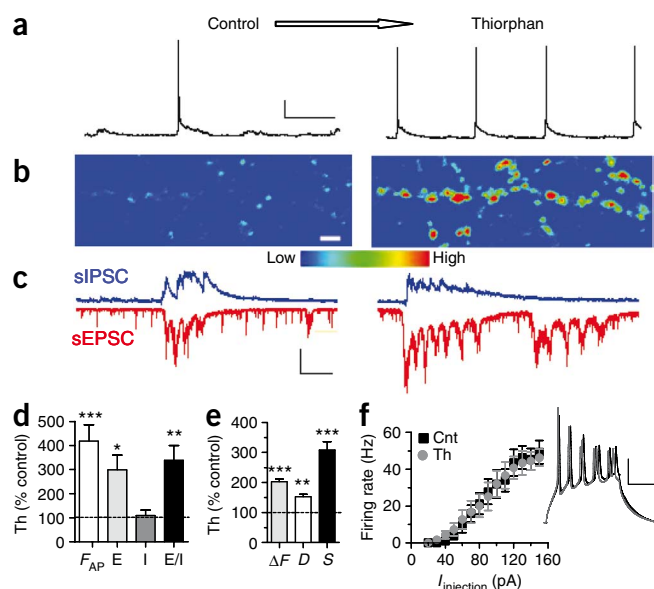 a
Control
Thiorphan
b
Low
High
c
sIPSC
sEPSC
d
Th (% control)
500
400
300
200
100
0
***
*
**
F_AP
E
I
E/I
e
Th (% control)
400
300
200
100
0
***
**
***
ΔF
D
S
f
Firing rate (Hz)
60
40
20
0
Cnt
Th
0
40
80
120
160
I_injection (pA)